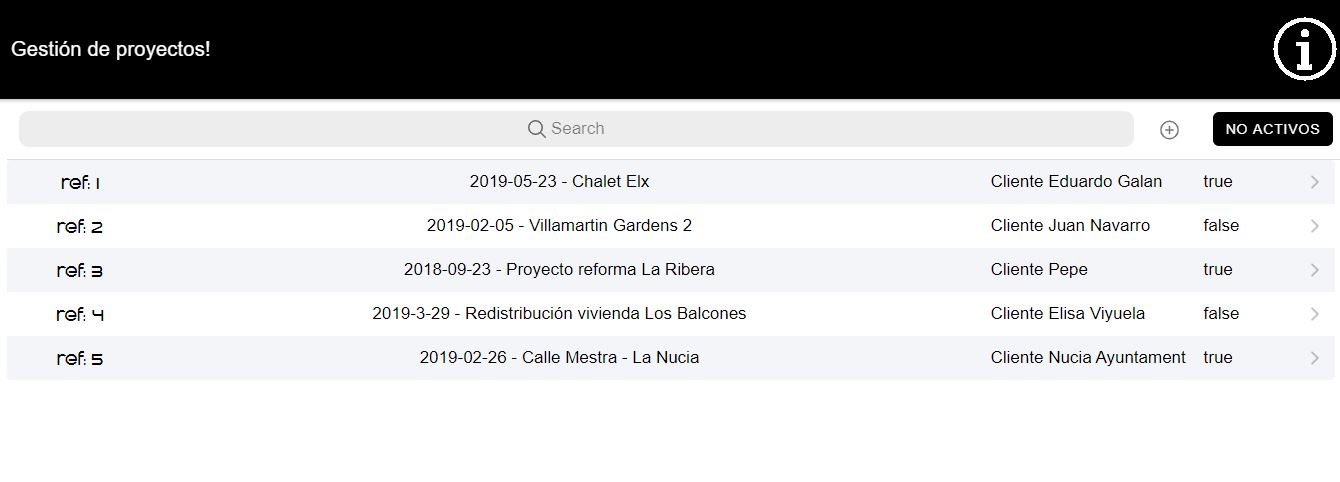 Gestión de proyectos!
Search
NO ACTIVOS
ref: 1 2019-05-23 - Chalet Elx Cliente Eduardo Galan true
ref: 2 2019-02-05 - Villamartin Gardens 2 Cliente Juan Navarro false
ref: 3 2018-09-23 - Proyecto reforma La Ribera Cliente Pepe true
ref: 4 2019-3-29 - Redistribución vivienda Los Balcones Cliente Elisa Viyuela false
ref: 5 2019-02-26 - Calle Mestra - La Nucia Cliente Nucia Ayuntament true